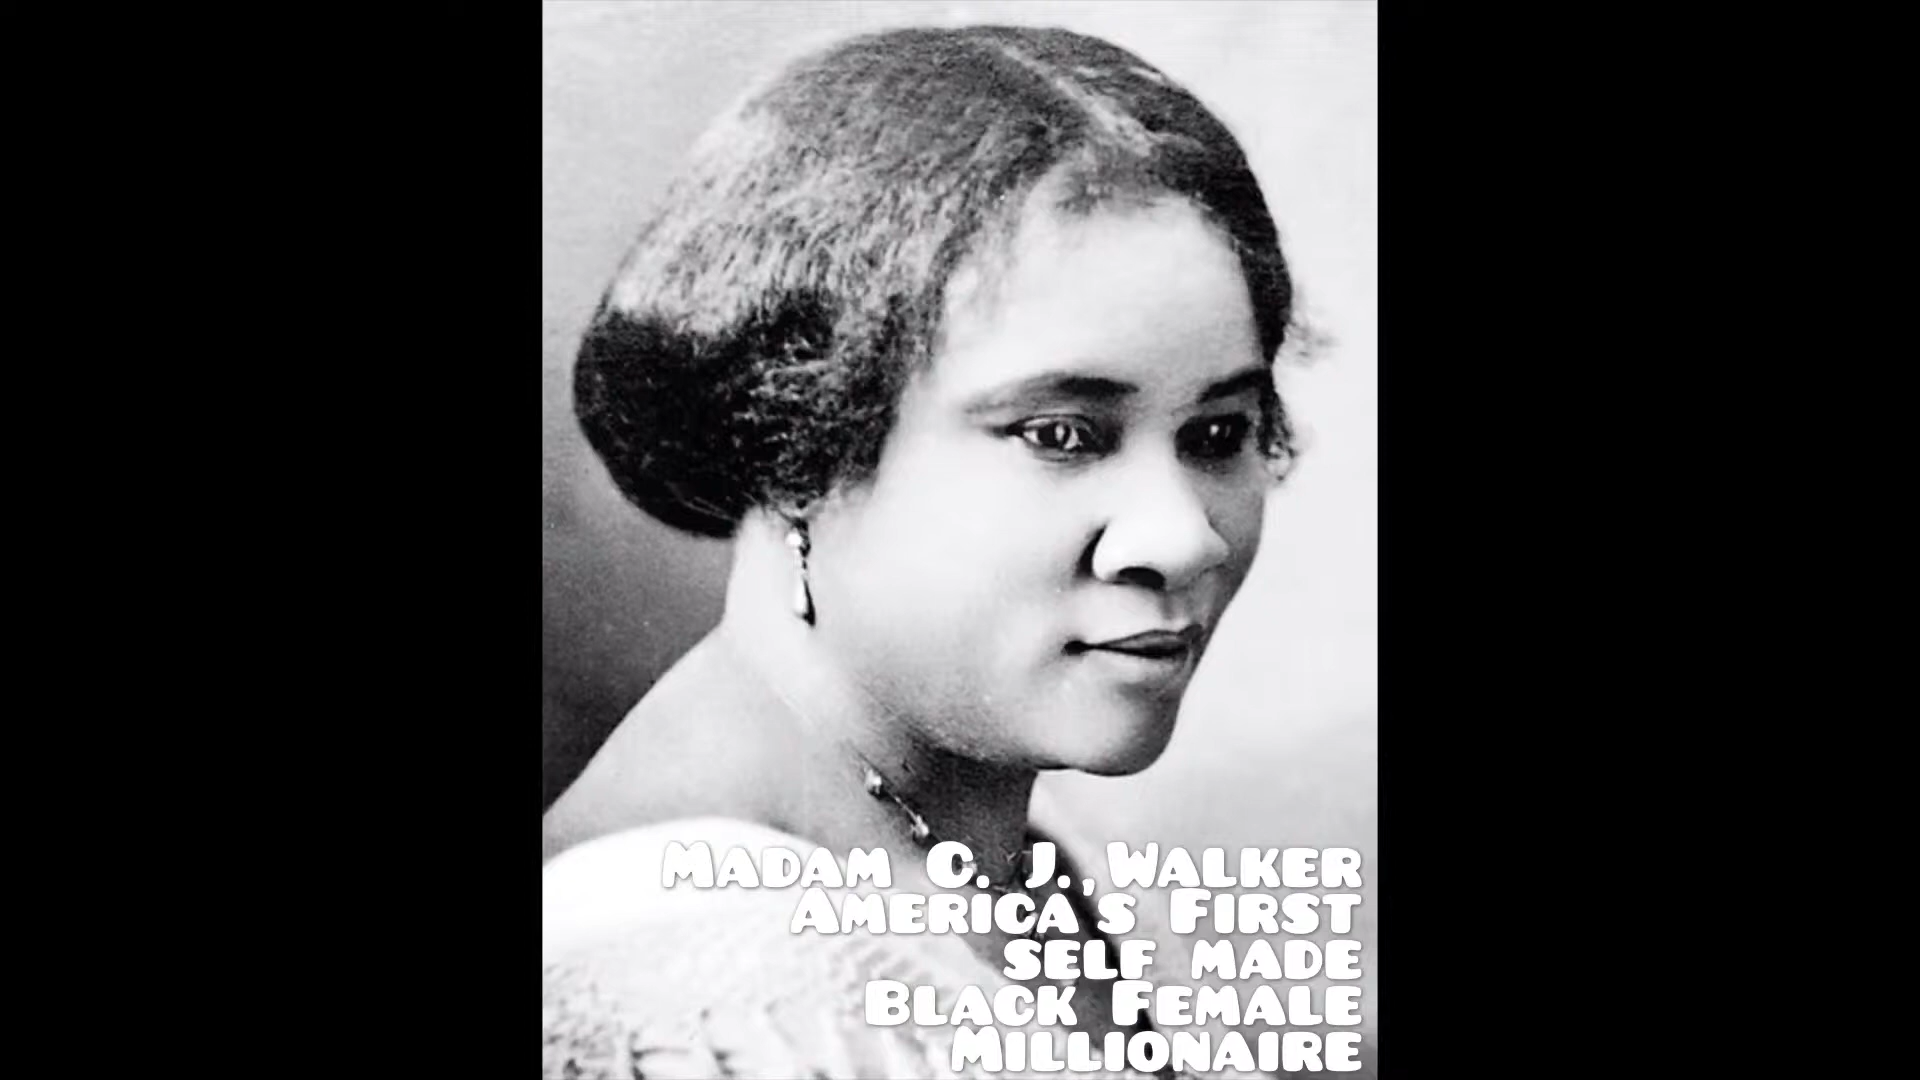 Madam C. J., Walker
America's First
self made
Black Female
Millionaire